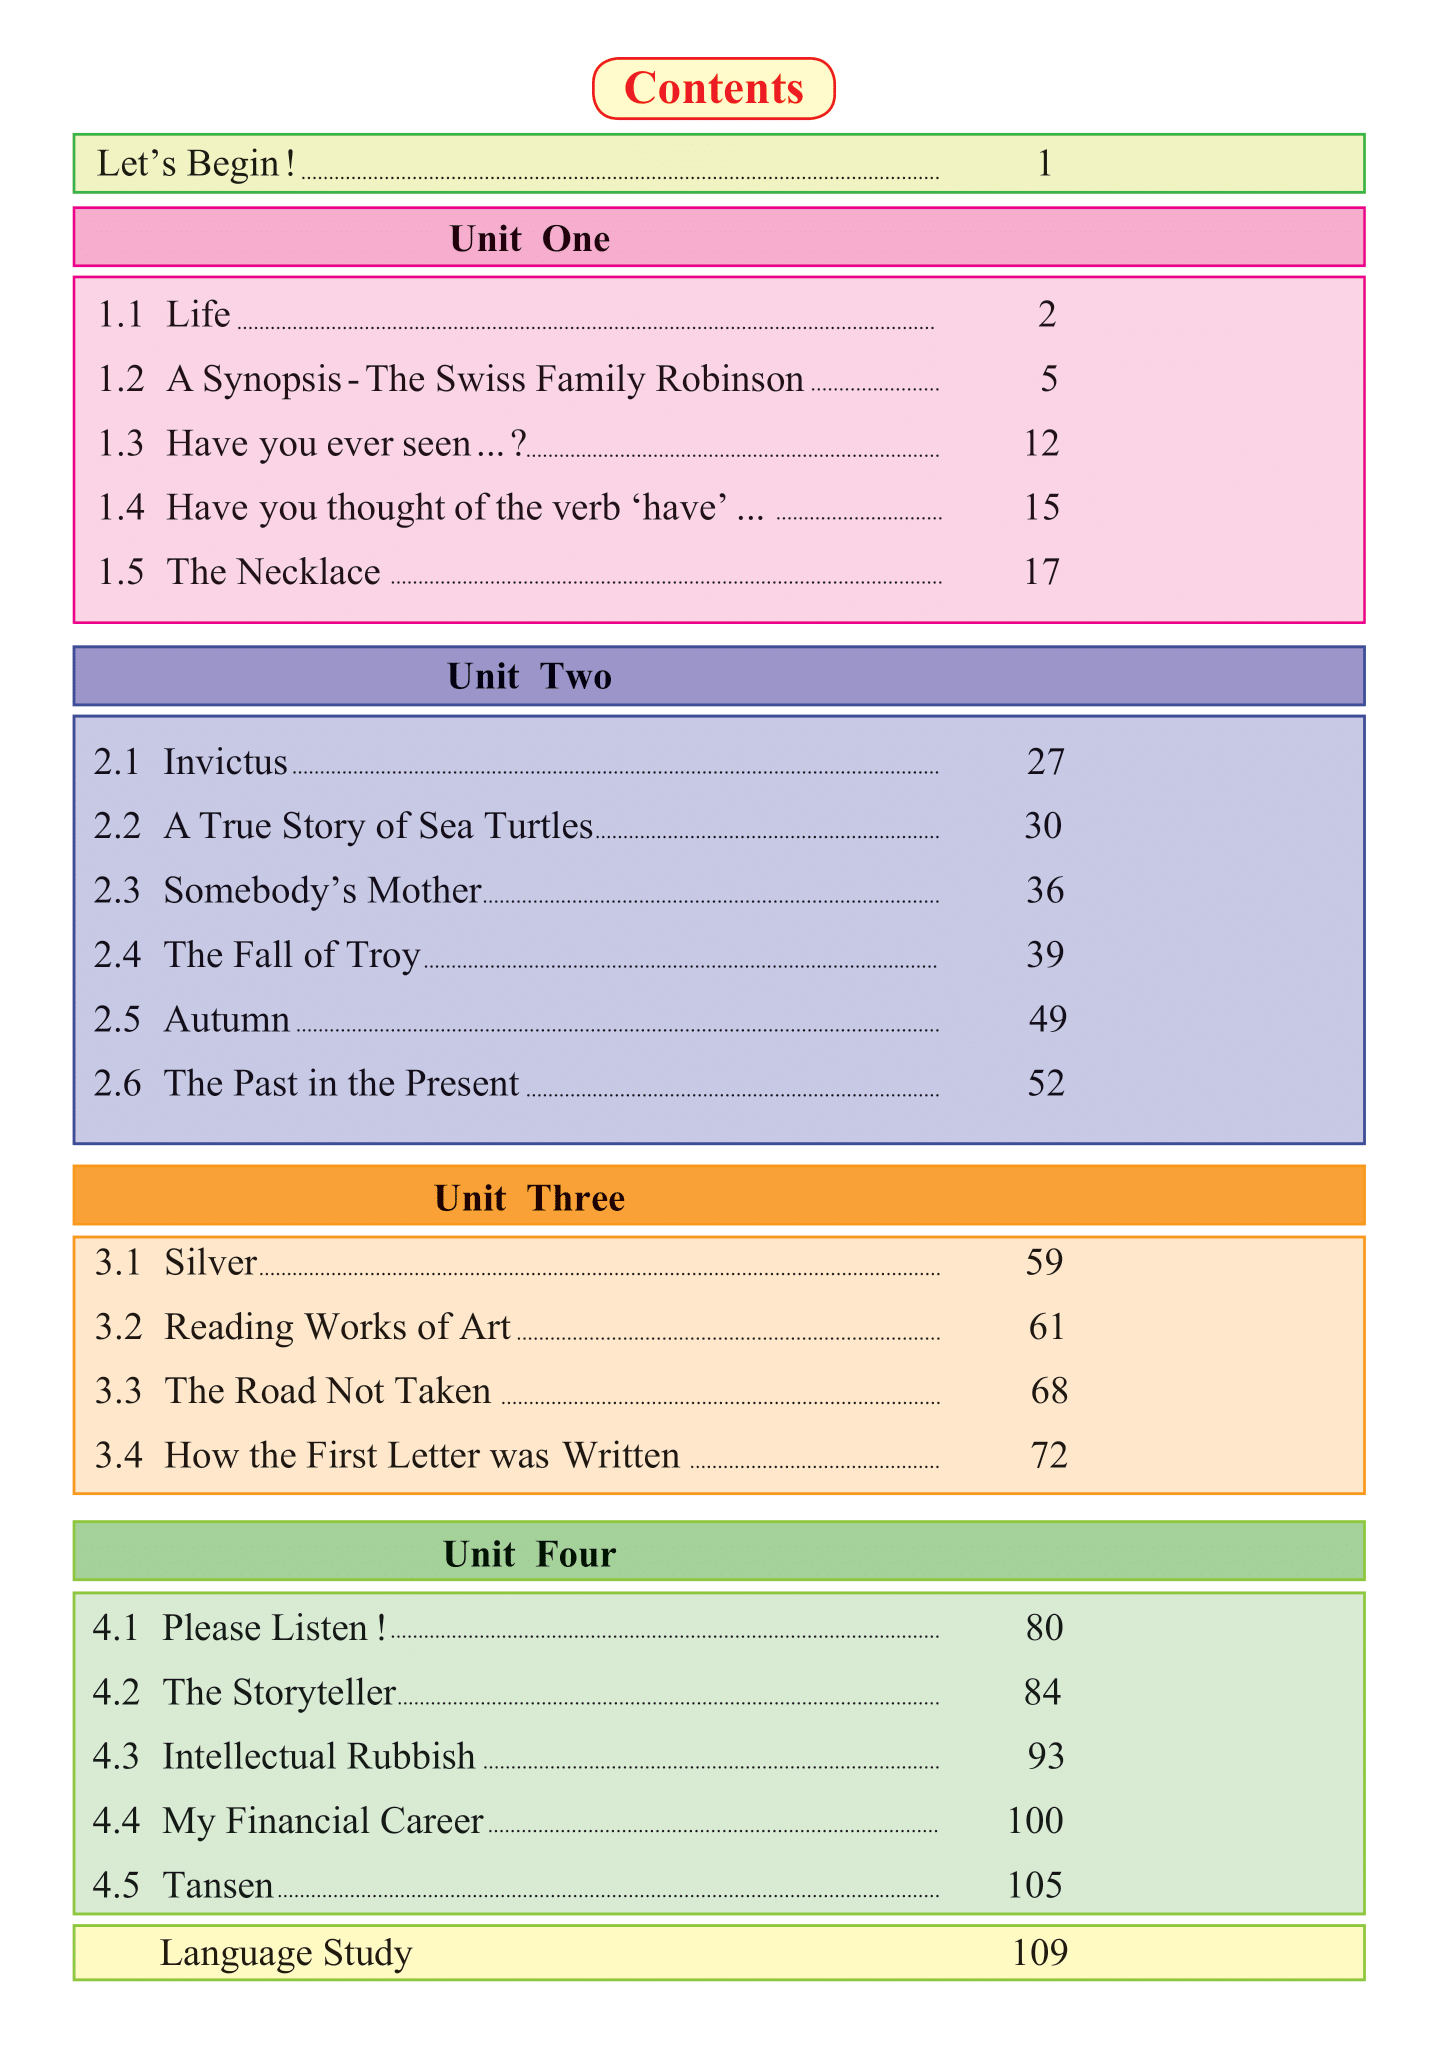 Contents
Let’s Begin ! 1
Unit One
1.1 Life 2
1.2 A Synopsis - The Swiss Family Robinson 5
1.3 Have you ever seen ... ? 12
1.4 Have you thought of the verb ‘have’ ... 15
1.5 The Necklace 17
Unit Two
2.1 Invictus 27
2.2 A True Story of Sea Turtles 30
2.3 Somebody’s Mother 36
2.4 The Fall of Troy 39
2.5 Autumn 49
2.6 The Past in the Present 52
Unit Three
3.1 Silver 59
3.2 Reading Works of Art 61
3.3 The Road Not Taken 68
3.4 How the First Letter was Written 72
Unit Four
4.1 Please Listen ! 80
4.2 The Storyteller 84
4.3 Intellectual Rubbish 93
4.4 My Financial Career 100
4.5 Tansen 105
Language Study 109